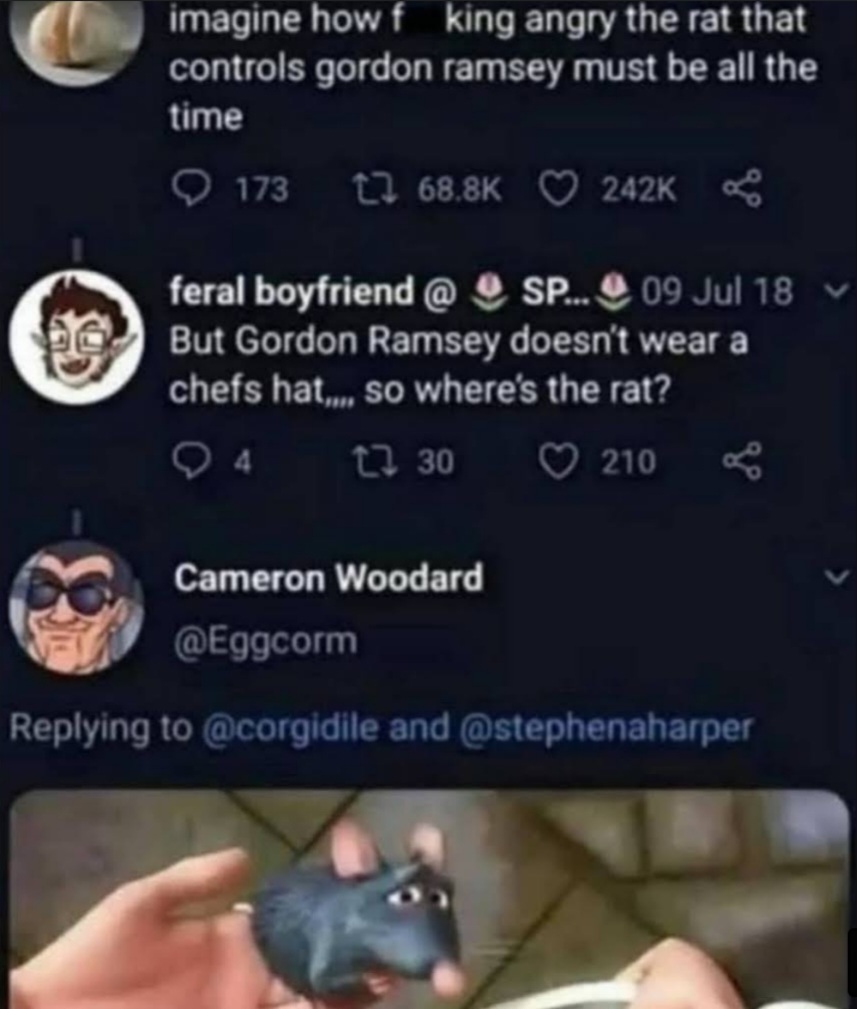 imagine how f king angry the rat that
controls gordon ramsey must be all the
time
173 68.8K 242K
feral boyfriend @ 🌷 SP... 🌷 09 Jul 18
But Gordon Ramsey doesn't wear a
chefs hat,,,, so where's the rat?
4 30 210
Cameron Woodard
@Eggcorm
Replying to @corgidile and @stephenaharper